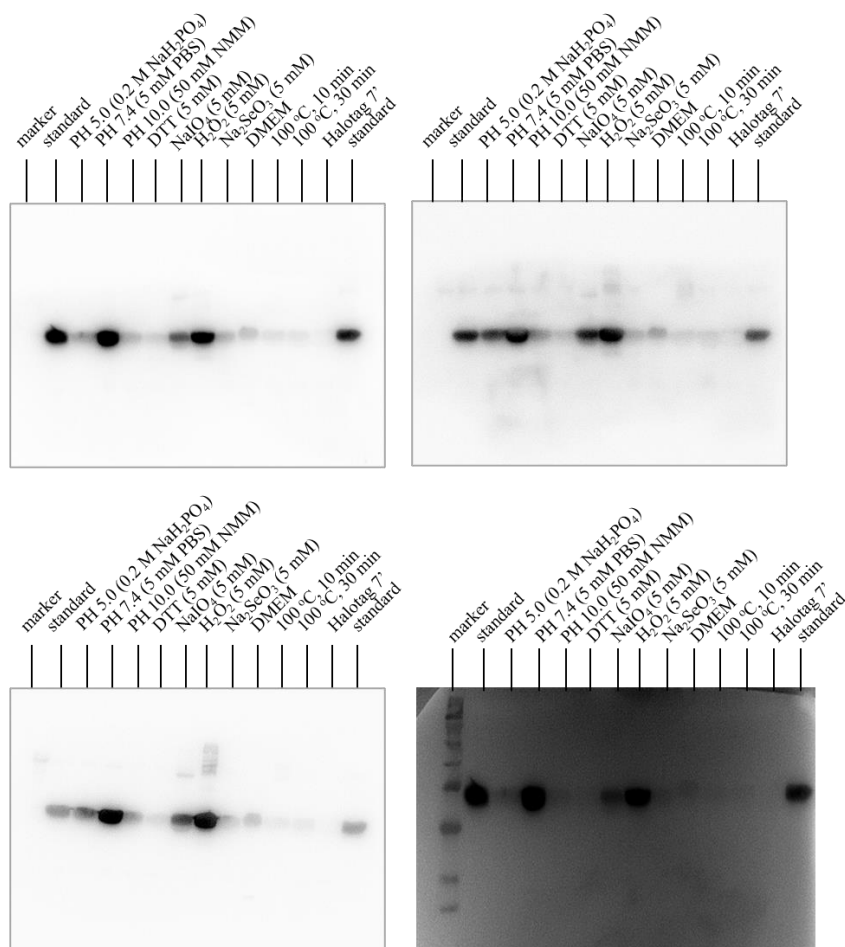 marker
standard
PH 5.0 (0.2 M NaH₂PO₄)
PH 7.4 (5 mM PBS)
PH 10.0 (50 mM NMM)
DTT (5 mM)
NaIO₄ (5 mM)
H₂O₂ (5 mM)
Na₂SeO₃ (5 mM)
DMEM
100 ºC, 10 min
100 ºC, 30 min
Halotag 7’
standard
marker
standard
PH 5.0 (0.2 M NaH₂PO₄)
PH 7.4 (5 mM PBS)
PH 10.0 (50 mM NMM)
DTT (5 mM)
NaIO₄ (5 mM)
H₂O₂ (5 mM)
Na₂SeO₃ (5 mM)
DMEM
100 ºC, 10 min
100 ºC, 30 min
Halotag 7’
standard
marker
standard
PH 5.0 (0.2 M NaH₂PO₄)
PH 7.4 (5 mM PBS)
PH 10.0 (50 mM NMM)
DTT (5 mM)
NaIO₄ (5 mM)
H₂O₂ (5 mM)
Na₂SeO₃ (5 mM)
DMEM
100 ºC, 10 min
100 ºC, 30 min
Halotag 7’
standard
marker
standard
PH 5.0 (0.2 M NaH₂PO₄)
PH 7.4 (5 mM PBS)
PH 10.0 (50 mM NMM)
DTT (5 mM)
NaIO₄ (5 mM)
H₂O₂ (5 mM)
Na₂SeO₃ (5 mM)
DMEM
100 ºC, 10 min
100 ºC, 30 min
Halotag 7’
standard